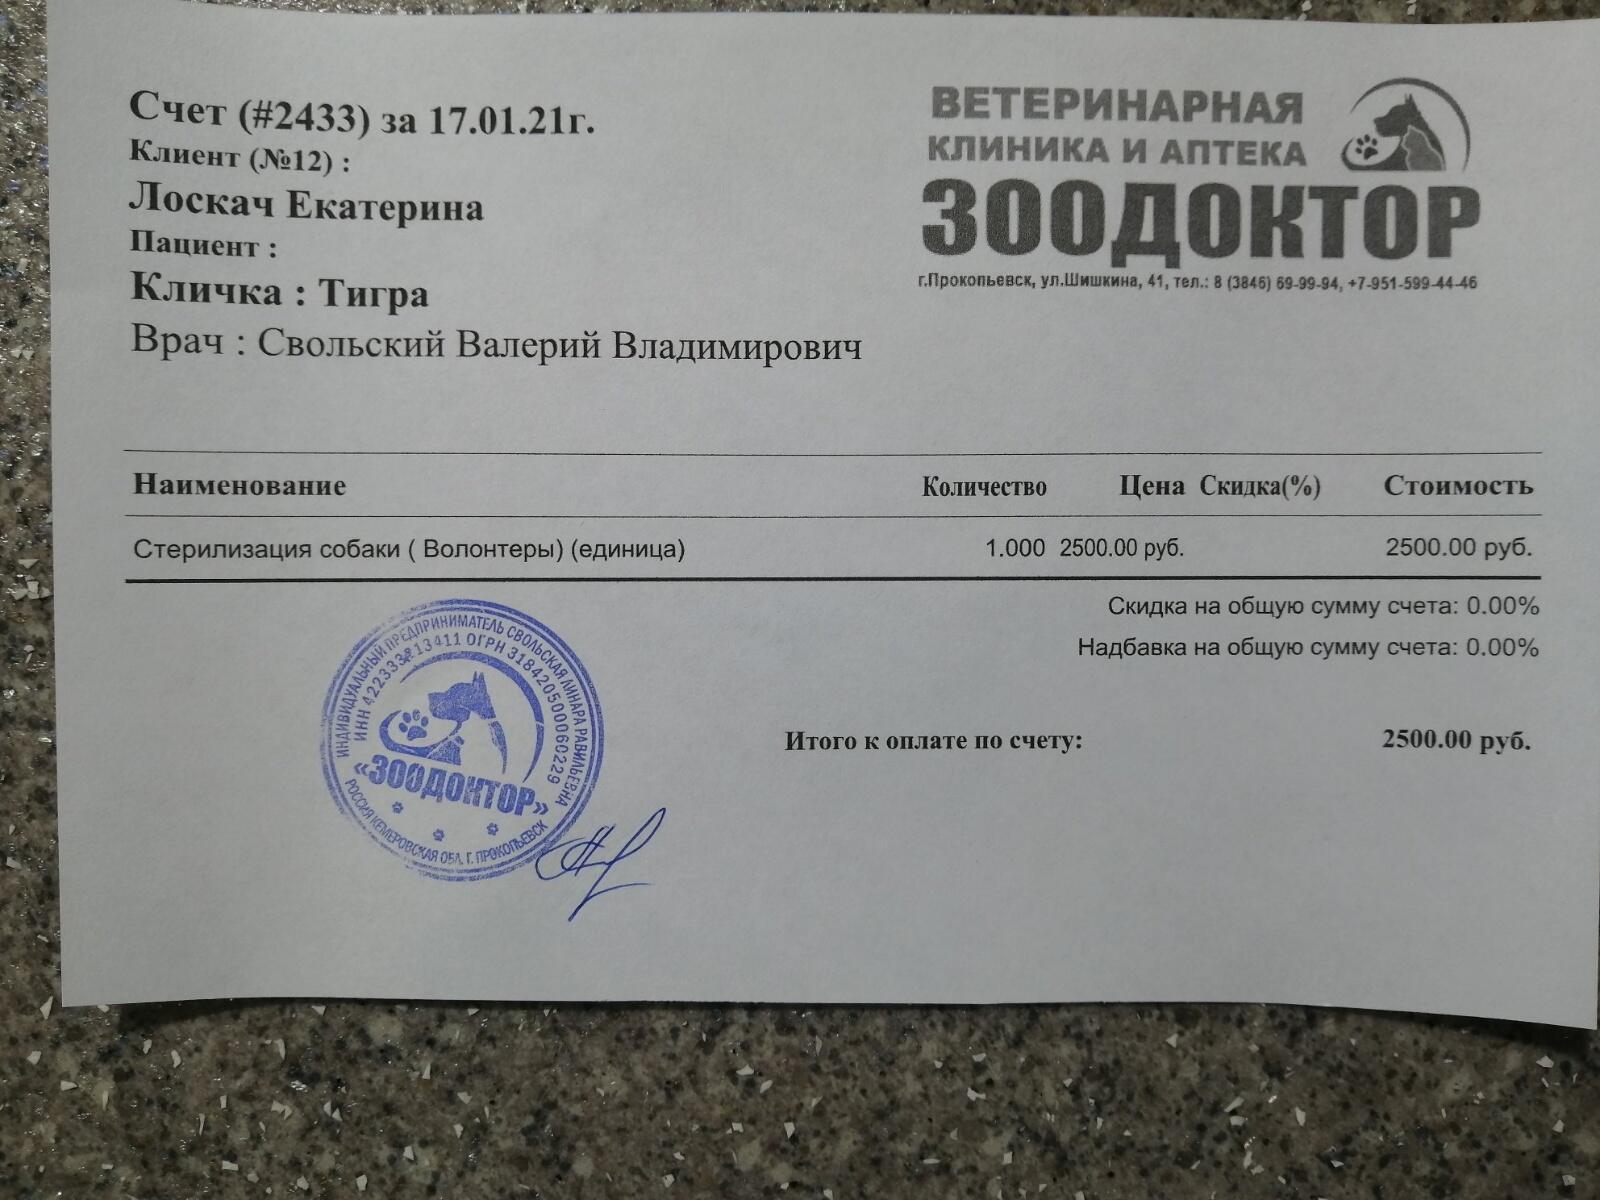 Счет (#2433) за 17.01.21г.
Клиент (№12) :
Лоскач Екатерина
Пациент :
Кличка : Тигра
Врач : Свольский Валерий Владимирович
ВЕТЕРИНАРНАЯ
КЛИНИКА И АПТЕКА
ЗООДОКТОР
г.Прокопьевск, ул.Шишкина, 41, тел.: 8 (3846) 69-99-94, +7-951-599-44-46
Наименование Количество Цена Скидка(%) Стоимость
Стерилизация собаки ( Волонтеры) (единица) 1.000 2500.00 руб. 2500.00 руб.
Скидка на общую сумму счета: 0.00%
Надбавка на общую сумму счета: 0.00%
Итого к оплате по счету: 2500.00 руб.
ИНДИВИДУАЛЬНЫЙ ПРЕДПРИНИМАТЕЛЬ СВОЛЬСКАЯ ЛИНАРА РАВИЛЬЕВНА
ИНН ОГРН 318420500060229
«ЗООДОКТОР»
РОССИЯ КЕМЕРОВСКАЯ ОБЛ. Г. ПРОКОПЬЕВСК